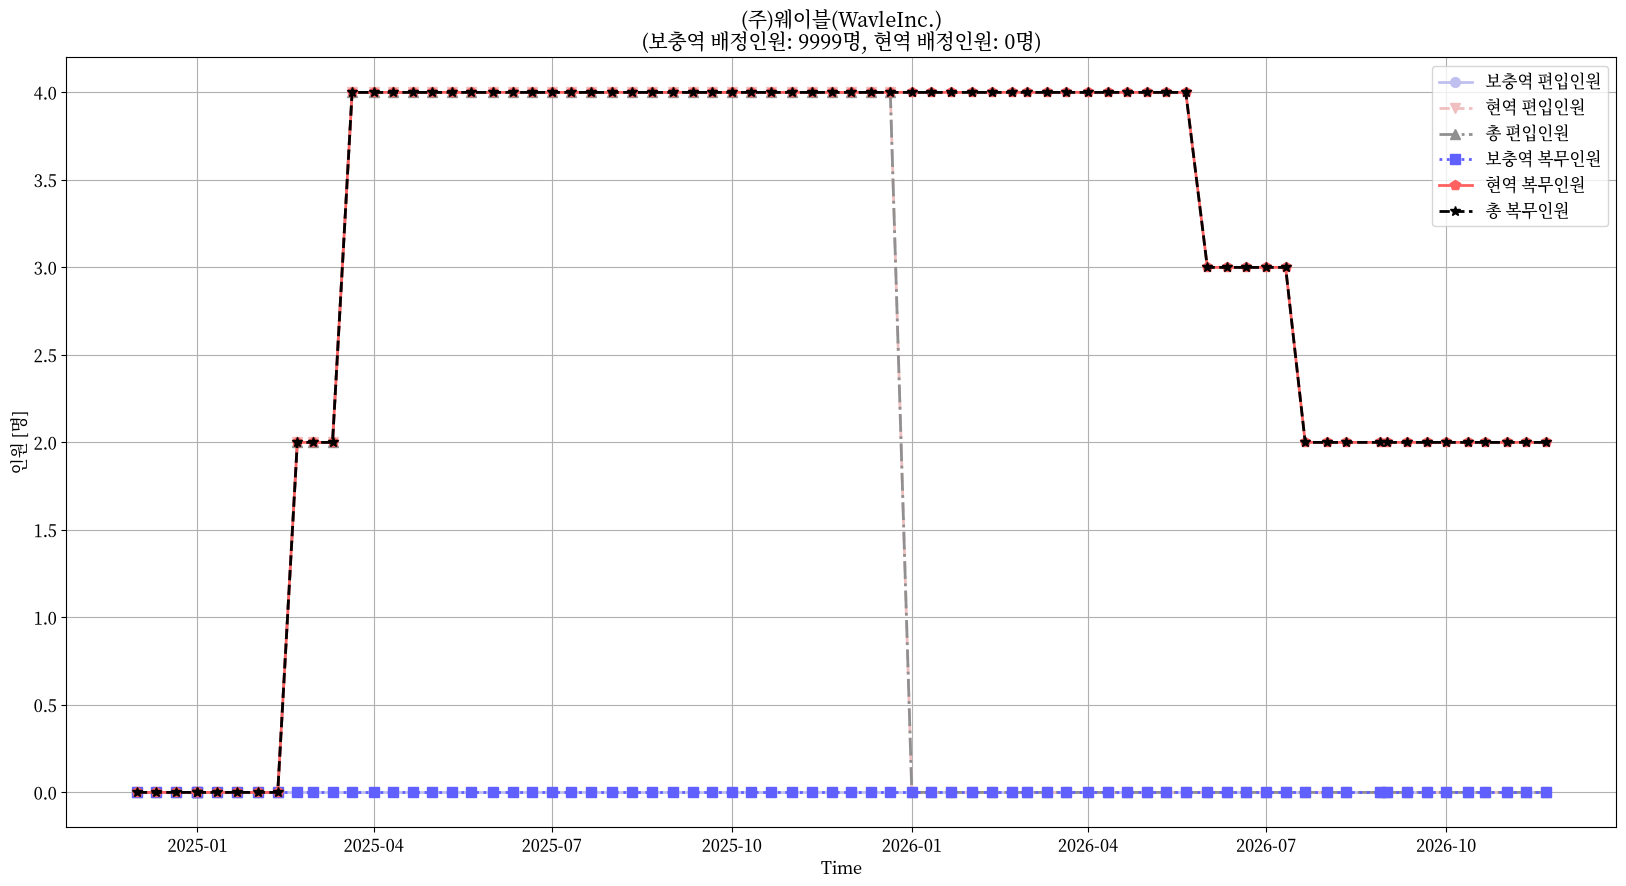 (주)웨이블(WavleInc.)
(보충역 배정인원: 9999명, 현역 배정인원: 0명)
보충역 편입인원
현역 편입인원
총 편입인원
보충역 복무인원
현역 복무인원
총 복무인원
인원 [명]
4.0
3.5
3.0
2.5
2.0
1.5
1.0
0.5
0.0
2025-01
2025-04
2025-07
2025-10
2026-01
2026-04
2026-07
2026-10
Time